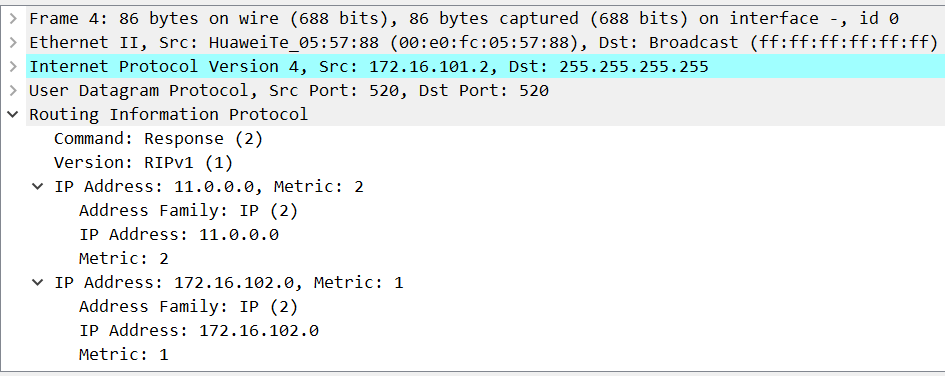 Frame 4: 86 bytes on wire (688 bits), 86 bytes captured (688 bits) on interface -, id 0
Ethernet II, Src: HuaweiTe_05:57:88 (00:e0:fc:05:57:88), Dst: Broadcast (ff:ff:ff:ff:ff:ff)
Internet Protocol Version 4, Src: 172.16.101.2, Dst: 255.255.255.255
User Datagram Protocol, Src Port: 520, Dst Port: 520
Routing Information Protocol
Command: Response (2)
Version: RIPv1 (1)
IP Address: 11.0.0.0, Metric: 2
Address Family: IP (2)
IP Address: 11.0.0.0
Metric: 2
IP Address: 172.16.102.0, Metric: 1
Address Family: IP (2)
IP Address: 172.16.102.0
Metric: 1